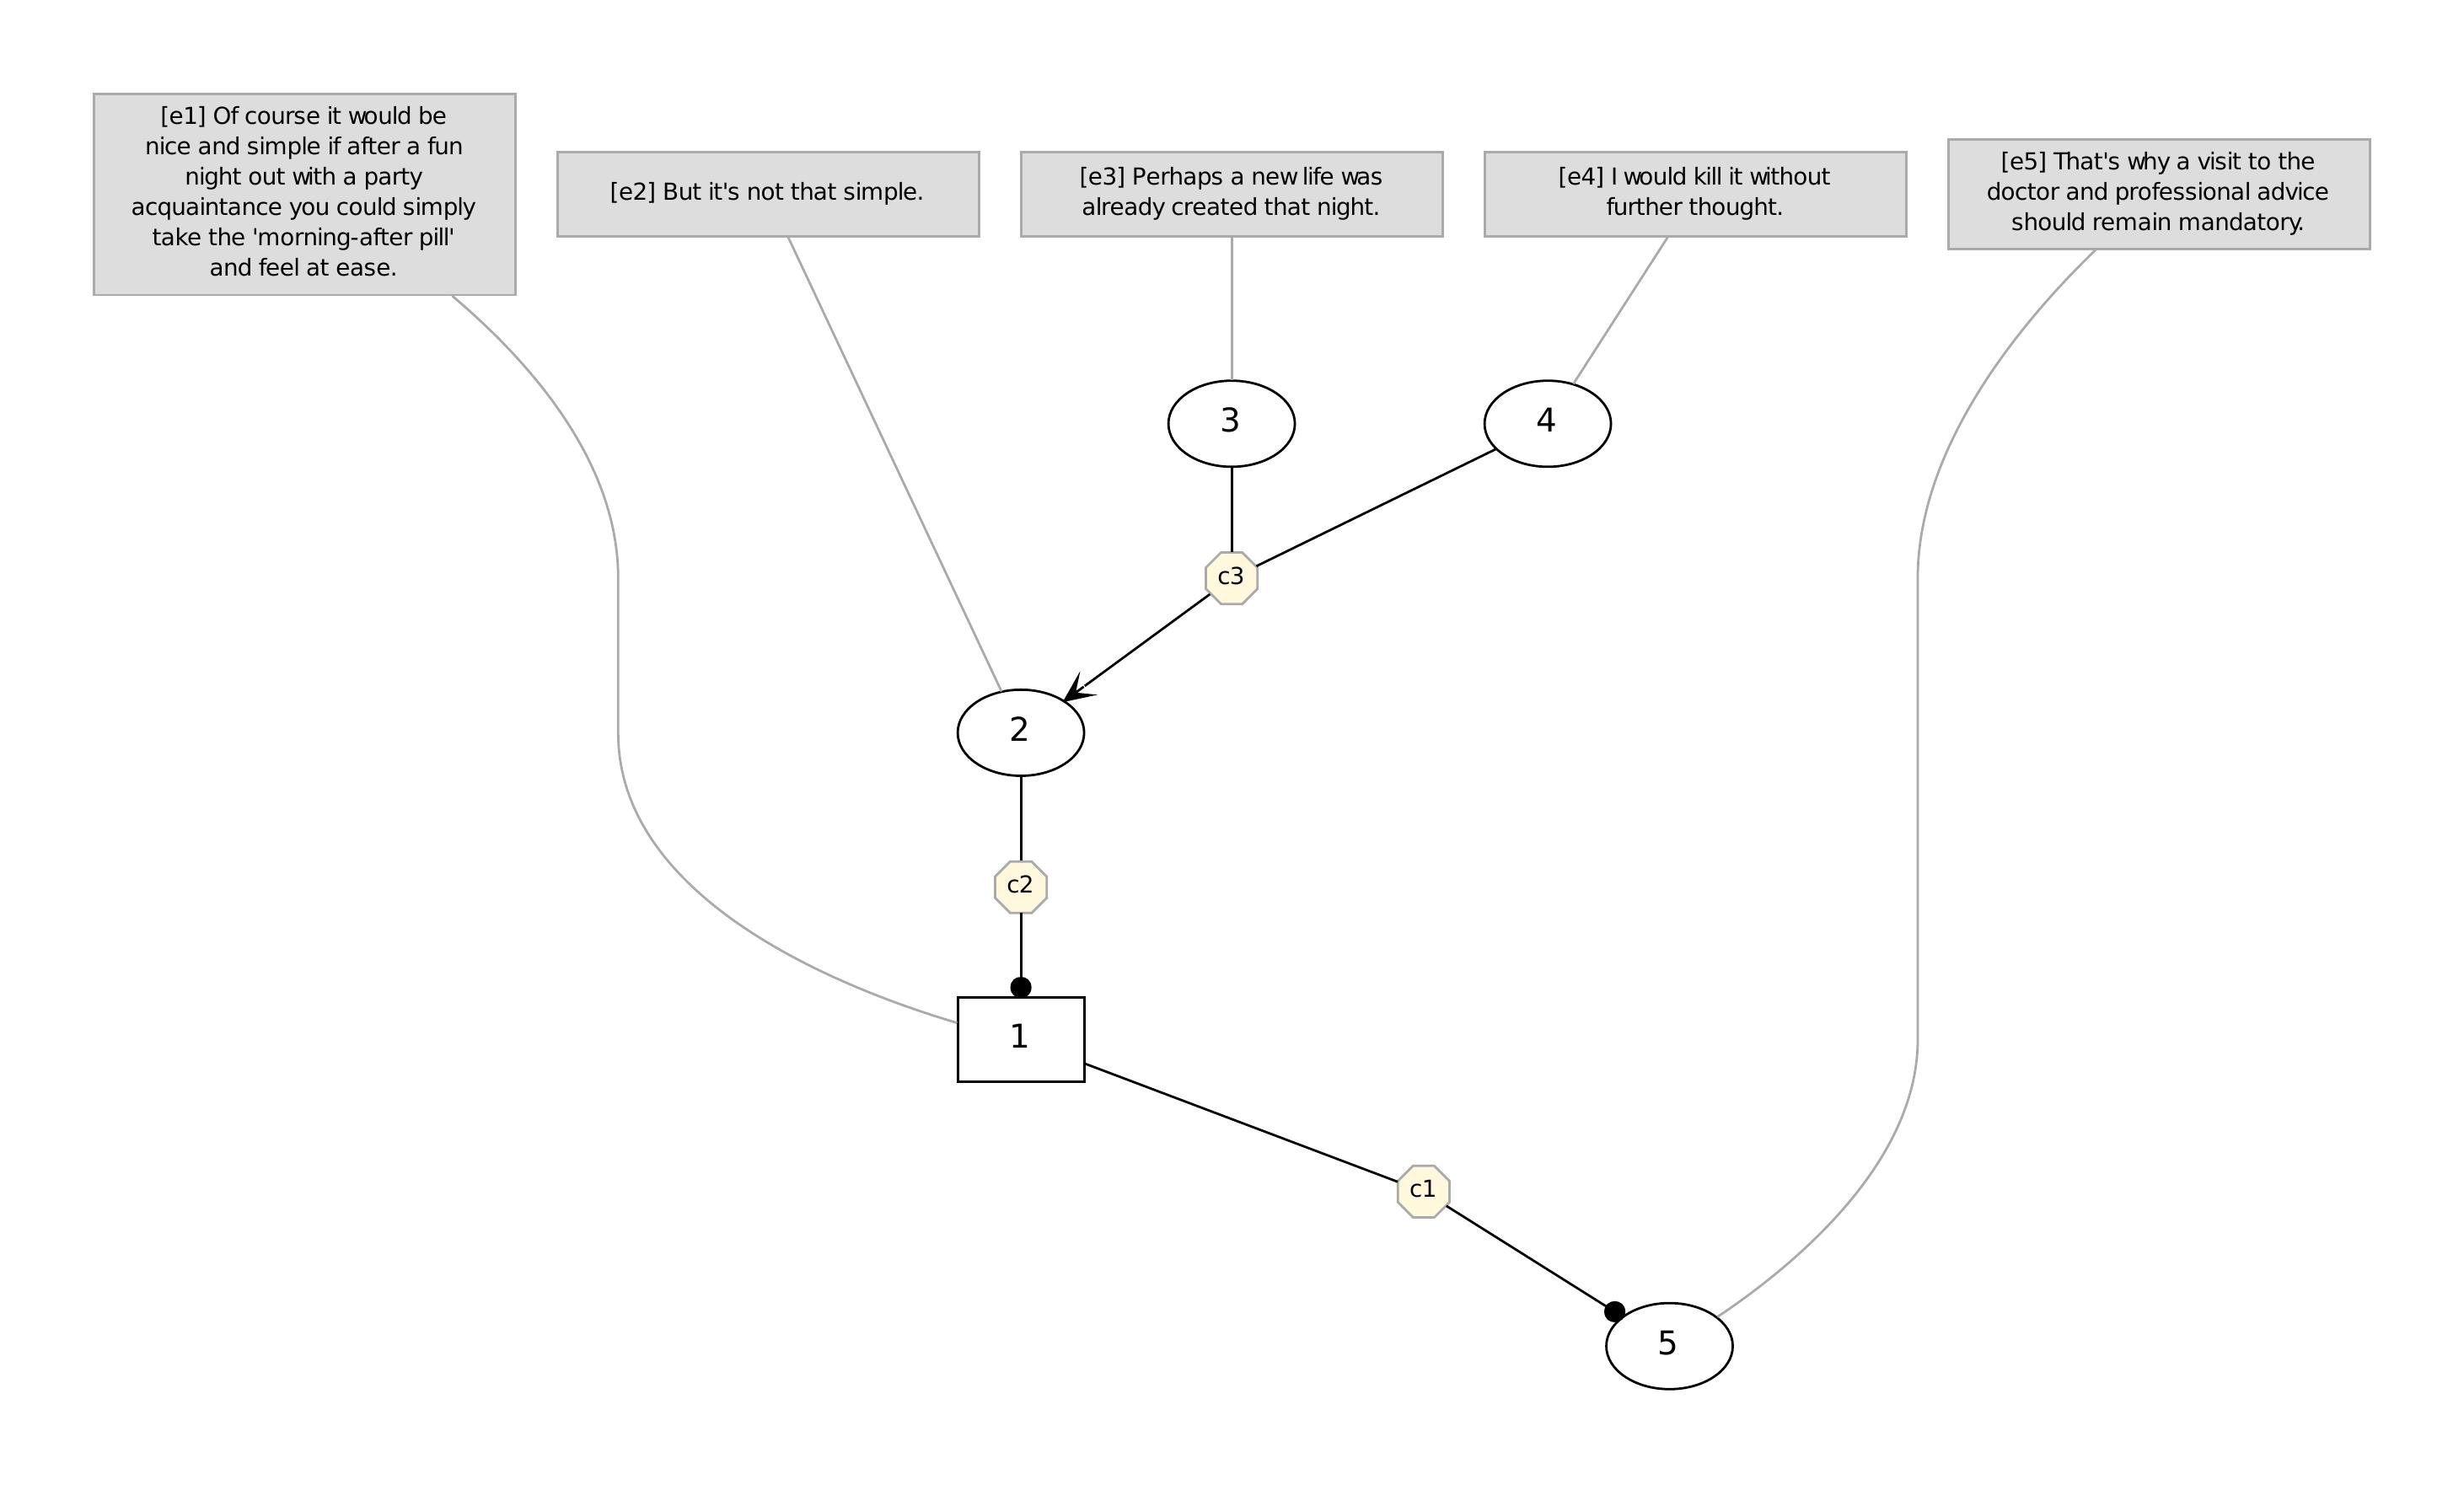 [e1] Of course it would be
nice and simple if after a fun
night out with a party
acquaintance you could simply
take the 'morning-after pill'
and feel at ease.
[e2] But it's not that simple.
[e3] Perhaps a new life was
already created that night.
[e4] I would kill it without
further thought.
[e5] That's why a visit to the
doctor and professional advice
should remain mandatory.
3
4
c3
2
c2
1
c1
5